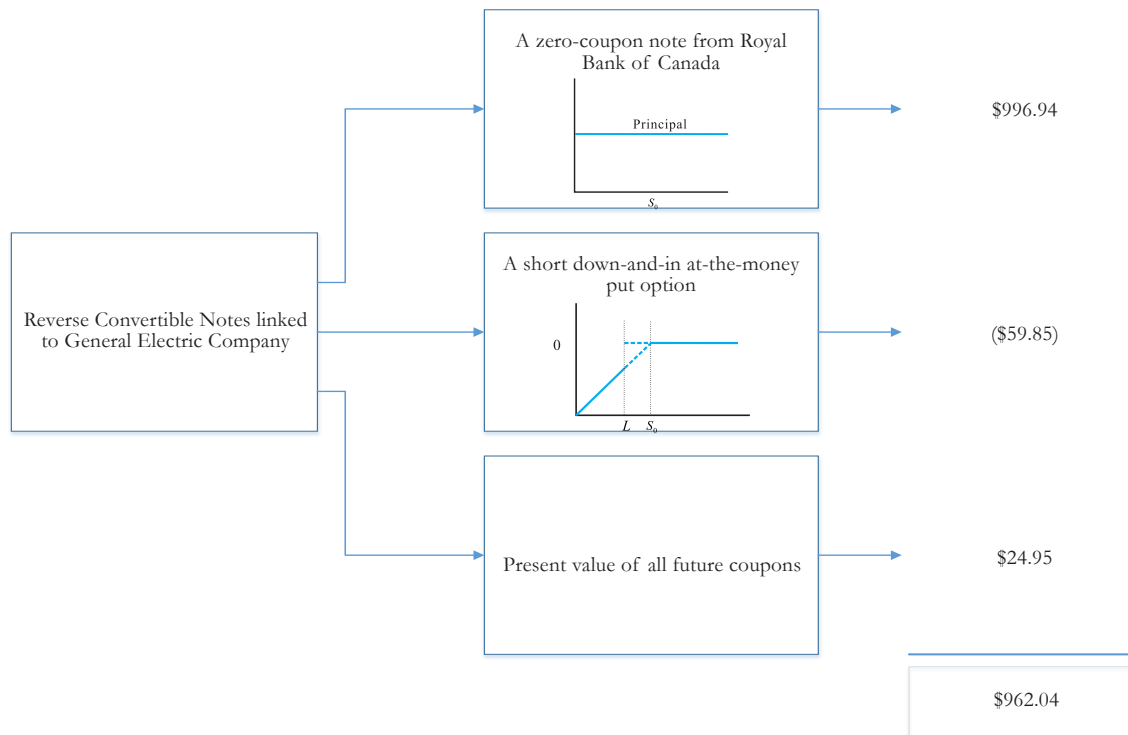 A zero-coupon note from Royal
Bank of Canada
Principal
S₀
$996.94
Reverse Convertible Notes linked
to General Electric Company
A short down-and-in at-the-money
put option
0
L S₀
($59.85)
Present value of all future coupons
$24.95
$962.04